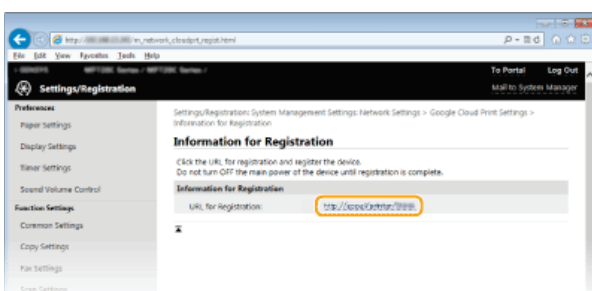 _network_cloudprt_regist.html
File Edit View Favorites Tools Help
To Portal Log Out
Settings/Registration
Mail to System Manager
Preferences
Paper Settings
Display Settings
Timer Settings
Sound Volume Control
Function Settings
Common Settings
Copy Settings
Fax Settings
Scan Settings
Settings/Registration: System Management Settings: Network Settings > Google Cloud Print Settings >
Information for Registration
Information for Registration
Click the URL for registration and register the device.
Do not turn OFF the main power of the device until registration is complete.
Information for Registration
URL for Registration: